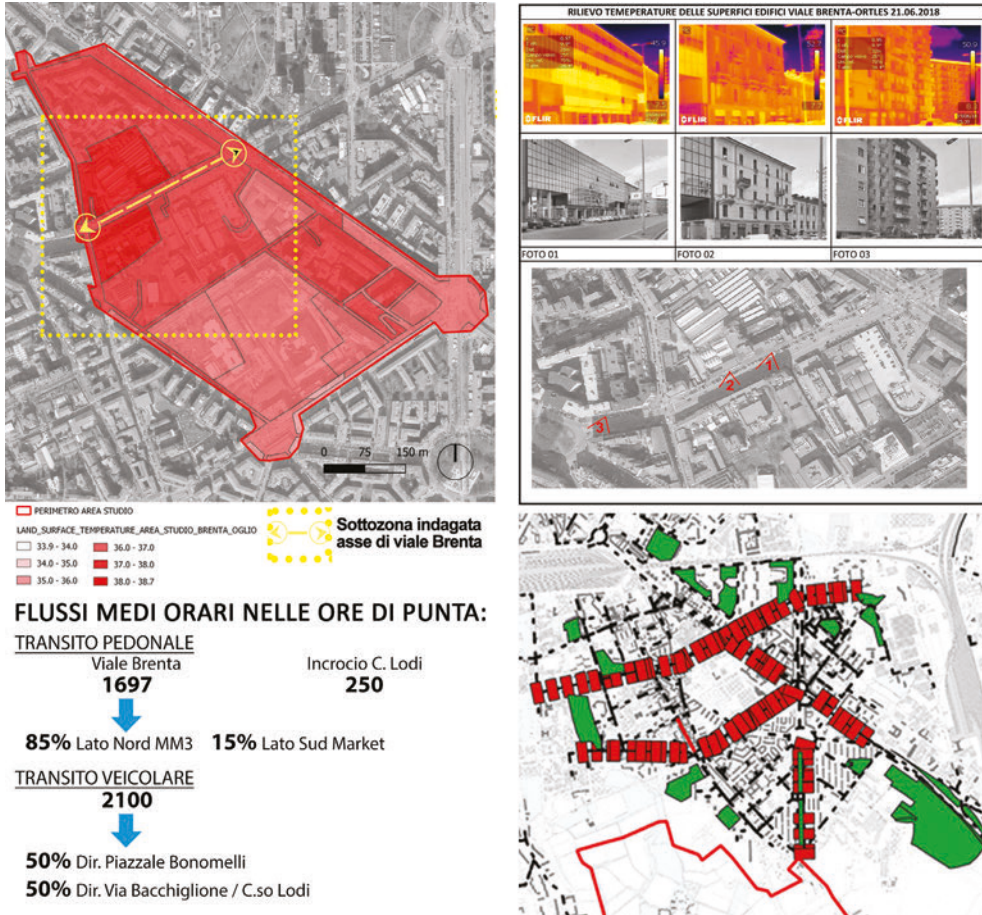 0 75 150 m
PERIMETRO AREA STUDIO
LAND_SURFACE_TEMPERATURE_AREA_STUDIO_BRENTA_OGLIO
33.9 - 34.0
34.0 - 35.0
35.0 - 36.0
36.0 - 37.0
37.0 - 38.0
38.0 - 38.7
Sottozona indagata
asse di viale Brenta
FLUSSI MEDI ORARI NELLE ORE DI PUNTA:
TRANSITO PEDONALE
Viale Brenta
1697
Incrocio C. Lodi
250
85% Lato Nord MM3
15% Lato Sud Market
TRANSITO VEICOLARE
2100
50% Dir. Piazzale Bonomelli
50% Dir. Via Bacchiglione / C.so Lodi
RILIEVO TEMEPERATURE DELLE SUPERFICI EDIFICI VIALE BRENTA-ORTLES 21.06.2018
45.9
50.9
FLIR
FLIR
FLIR
FOTO 01
FOTO 02
FOTO 03
1
2
3